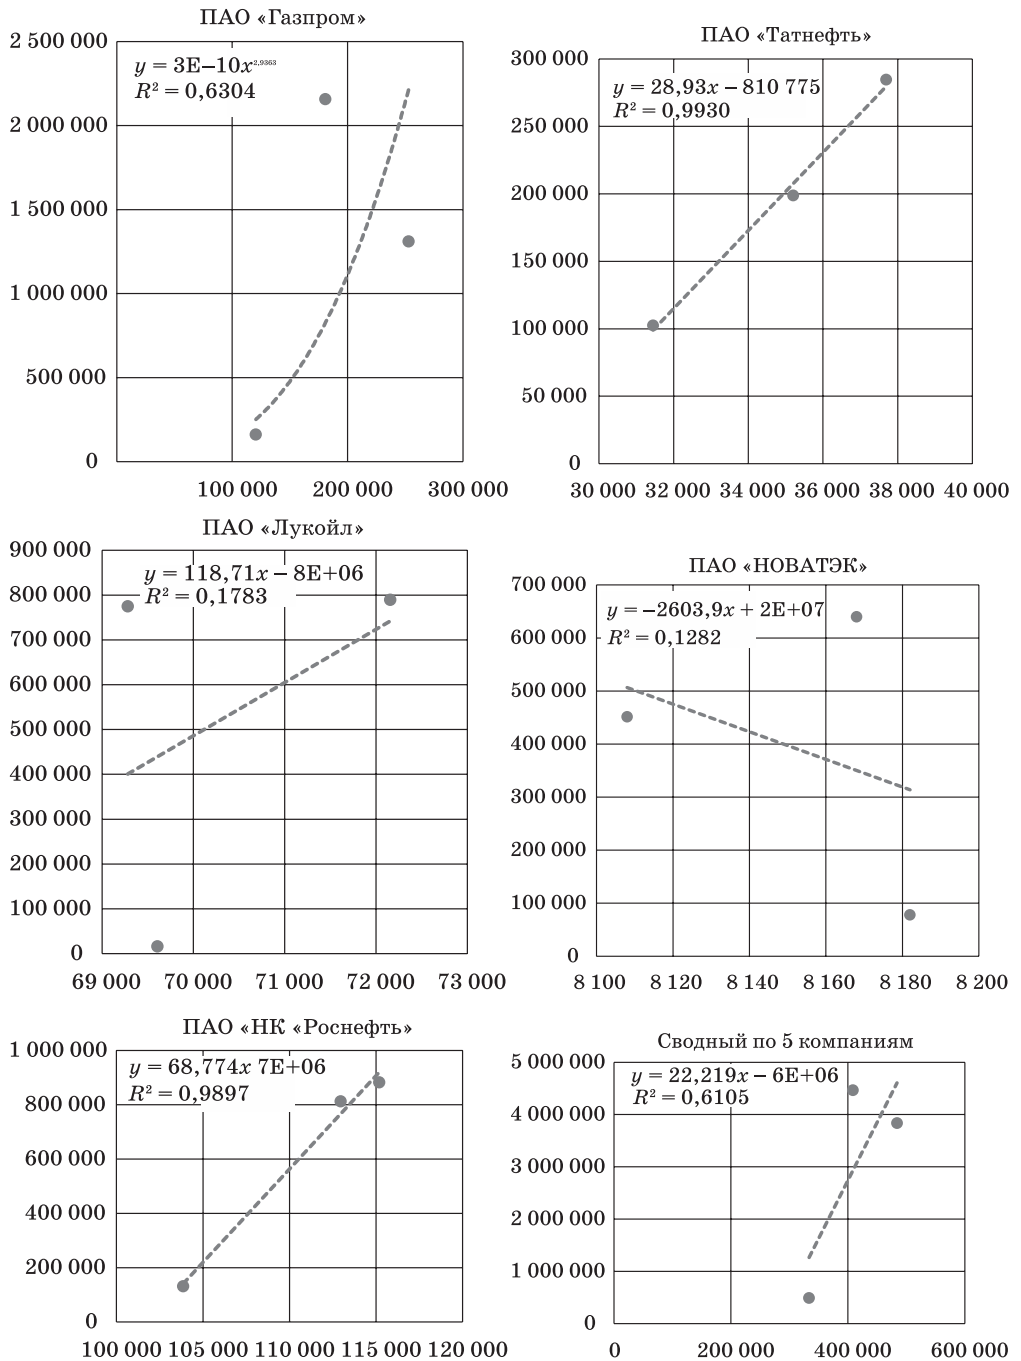 ПАО «Газпром»
2 500 000
2 000 000
1 500 000
1 000 000
500 000
0
y = 3E–10x^2,9363
R² = 0,6304
100 000 200 000 300 000
ПАО «Татнефть»
300 000
250 000
200 000
150 000
100 000
50 000
0
y = 28,93x – 810 775
R² = 0,9930
30 000 32 000 34 000 36 000 38 000 40 000
ПАО «Лукойл»
900 000
800 000
700 000
600 000
500 000
400 000
300 000
200 000
100 000
0
y = 118,71x – 8E+06
R² = 0,1783
69 000 70 000 71 000 72 000 73 000
ПАО «НОВАТЭК»
700 000
600 000
500 000
400 000
300 000
200 000
100 000
0
y = –2603,9x + 2E+07
R² = 0,1282
8 100 8 120 8 140 8 160 8 180 8 200
ПАО «НК «Роснефть»
1 000 000
800 000
600 000
400 000
200 000
0
y = 68,774x 7E+06
R² = 0,9897
100 000 105 000 110 000 115 000 120 000
Сводный по 5 компаниям
5 000 000
4 000 000
3 000 000
2 000 000
1 000 000
0
y = 22,219x – 6E+06
R² = 0,6105
0 200 000 400 000 600 000